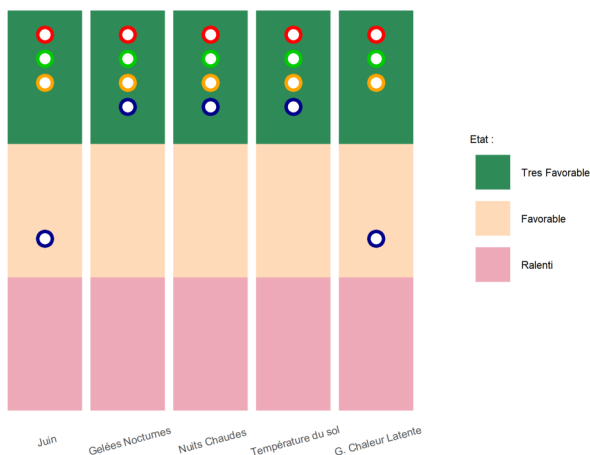 Etat :
Tres Favorable
Favorable
Ralenti
Juin
Gelées Nocturnes
Nuits Chaudes
Température du sol
G. Chaleur Latente